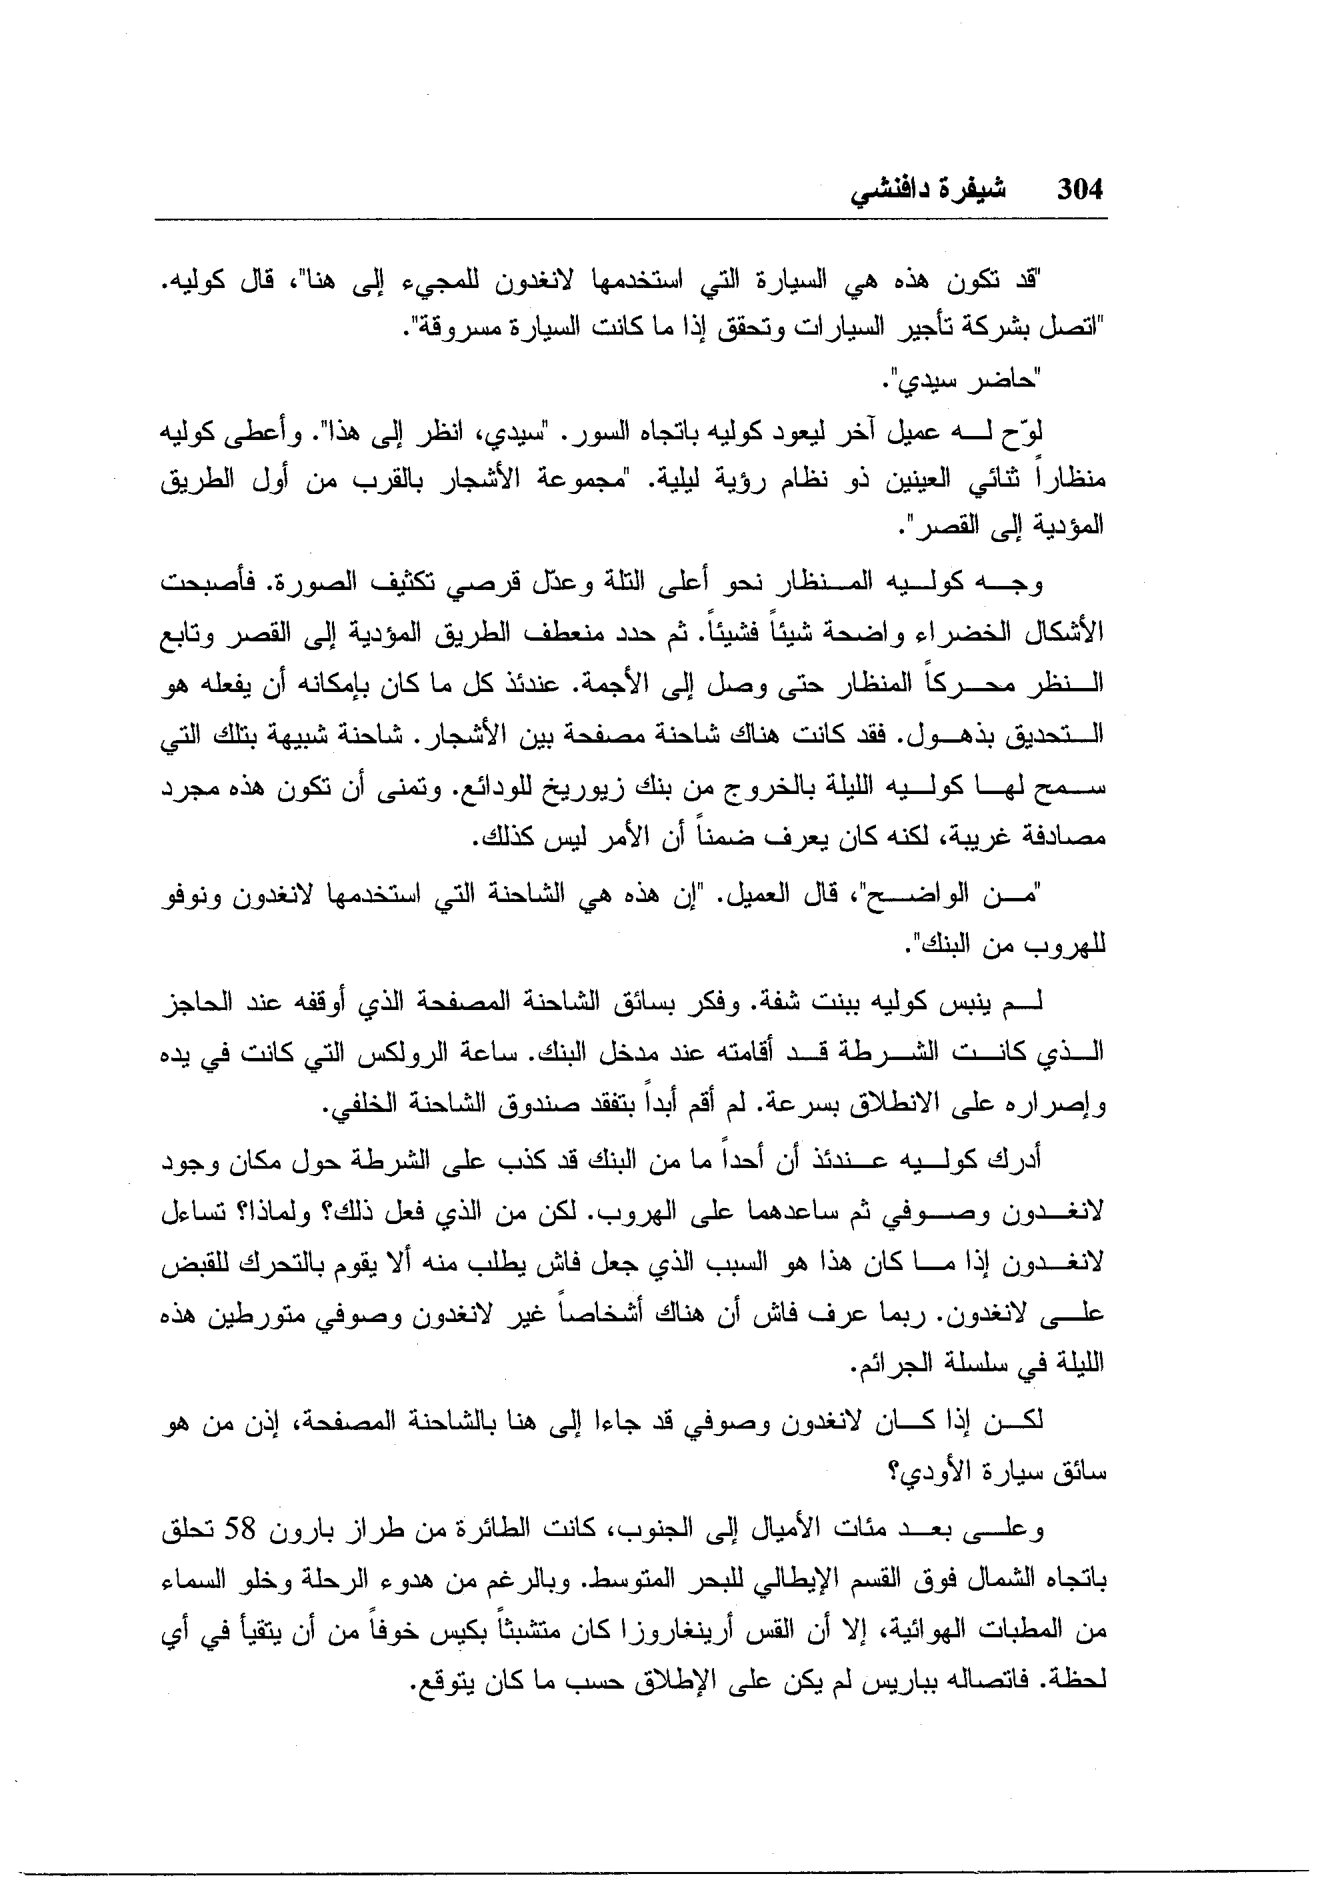 304 شيفرة دافنشي
"قد تكون هذه هي السيارة التي استخدمها لانغدون للمجيء إلى هنا"، قال كوليه.
"اتصل بشركة تأجير السيارات وتحقق إذا ما كانت السيارة مسروقة".
"حاضر سيدي".
لوّح لـه عميل آخر ليعود كوليه باتجاه السور. "سيدي، انظر إلى هذا". وأعطى كوليه
منظاراً ثنائي العينين ذو نظام رؤية ليلية. "مجموعة الأشجار بالقرب من أول الطريق
المؤدية إلى القصر".
وجـه كولـيه المـنظار نحو أعلى التلة وعدّل قرصي تكثيف الصورة. فأصبحت
الأشكال الخضراء واضحة شيئاً فشيئاً. ثم حدد منعطف الطريق المؤدية إلى القصر وتابع
الـنظر محـركاً المنظار حتى وصل إلى الأجمة. عندئذ كل ما كان بإمكانه أن يفعله هو
الـتحديق بذهـول. فقد كانت هناك شاحنة مصفحة بين الأشجار. شاحنة شبيهة بتلك التي
سـمح لهـا كولـيه الليلة بالخروج من بنك زيوريخ للودائع. وتمنى أن تكون هذه مجرد
مصادفة غريبة، لكنه كان يعرف ضمناً أن الأمر ليس كذلك.
"مـن الواضـح"، قال العميل. "إن هذه هي الشاحنة التي استخدمها لانغدون ونوفو
للهروب من البنك".
لـم ينبس كوليه ببنت شفة. وفكر بسائق الشاحنة المصفحة الذي أوقفه عند الحاجز
الـذي كانـت الشـرطة قـد أقامته عند مدخل البنك. ساعة الرولكس التي كانت في يده
وإصراره على الانطلاق بسرعة. لم أقم أبداً بتفقد صندوق الشاحنة الخلفي.
أدرك كولـيه عـندئذ أن أحداً ما من البنك قد كذب على الشرطة حول مكان وجود
لانغـدون وصـوفي ثم ساعدهما على الهروب. لكن من الذي فعل ذلك؟ ولماذا؟ تساءل
لانغـدون إذا مـا كان هذا هو السبب الذي جعل فاش يطلب منه ألا يقوم بالتحرك للقبض
علـى لانغدون. ربما عرف فاش أن هناك أشخاصاً غير لانغدون وصوفي متورطين هذه
الليلة في سلسلة الجرائم.
لكـن إذا كـان لانغدون وصوفي قد جاءا إلى هنا بالشاحنة المصفحة، إذن من هو
سائق سيارة الأودي؟
وعلـى بعـد مئات الأميال إلى الجنوب، كانت الطائرة من طراز بارون 58 تحلق
باتجاه الشمال فوق القسم الإيطالي للبحر المتوسط. وبالرغم من هدوء الرحلة وخلو السماء
من المطبات الهوائية، إلا أن القس أرينغاروزا كان متشبثاً بكيس خوفاً من أن يتقيأ في أي
لحظة. فاتصاله بباريس لم يكن على الإطلاق حسب ما كان يتوقع.